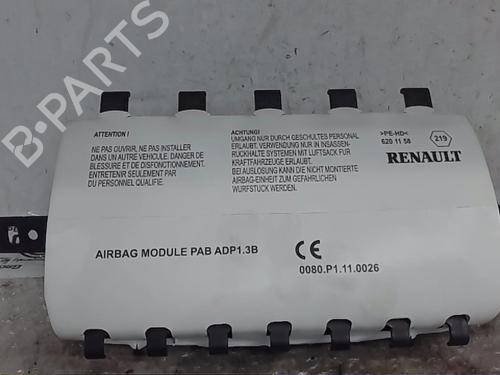 ATTENTION !
NE PAS OUVRIR, NE PAS INSTALLER
DANS UN AUTRE VEHICULE. DANGER DE
BLESSURE ET DE DISFONCTIONNEMENT.
ENTRETENIR SEULEMENT PAR
DU PERSONNEL QUALIFIE.
ACHTUNG!
UMGANG NUR DURCH GESCHULTES PERSONAL
ERLAUBT. VERWENDUNG NUR IN INSASSEN-
RÜCKHALTE SYSTEMEN MIT LUFTSACK FÜR
KRAFTFAHRZEUGE ERLAUBT.
BEI AUSLÖSUNG KANN DIE NICHT MONTIERTE
AIRBAG-EINHEIT ZUM GEFÄHRLICHEN
WURFSTÜCK WERDEN.
>PE-HD<
620 11 58
219
RENAULT
AIRBAG MODULE PAB ADP1.3B
CE
0080.P1.11.0026
B-PARTS